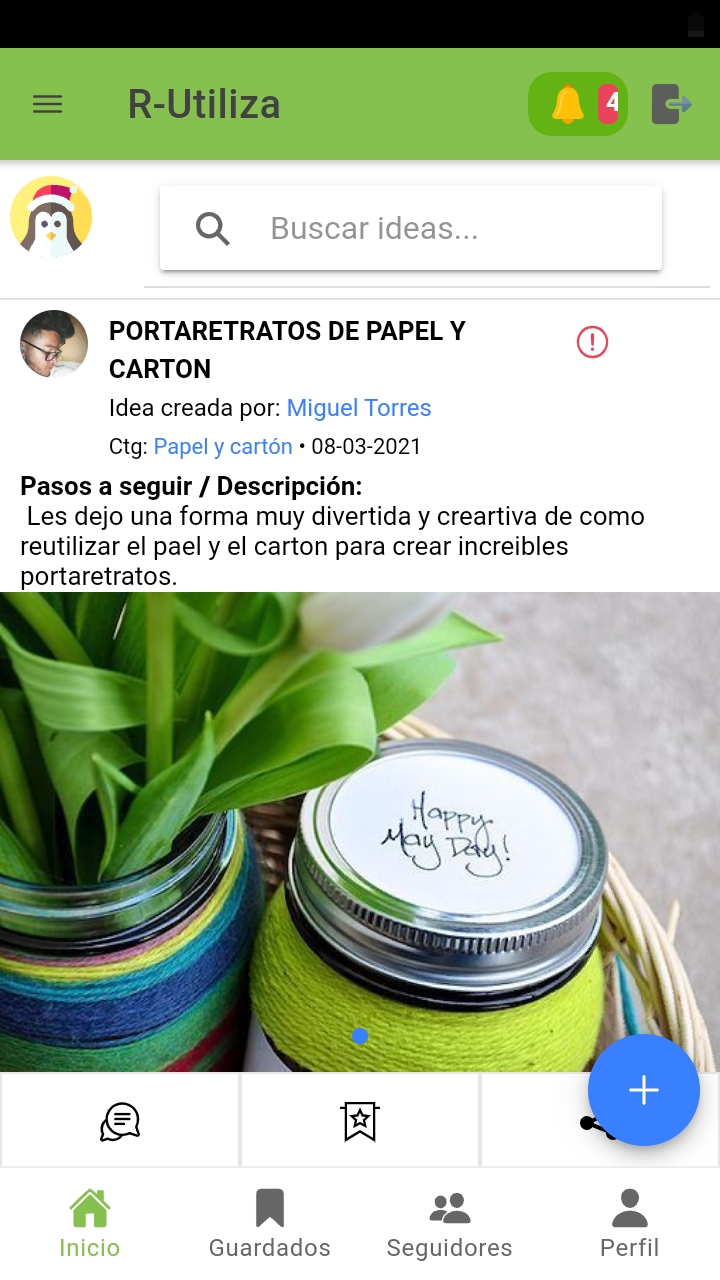 R-Utiliza
4
Buscar ideas...
PORTARETRATOS DE PAPEL Y
CARTON
Idea creada por: Miguel Torres
Ctg: Papel y cartón • 08-03-2021
Pasos a seguir / Descripción:
Les dejo una forma muy divertida y creartiva de como
reutilizar el pael y el carton para crear increibles
portaretratos.
Happy
May Day!
Inicio
Guardados
Seguidores
Perfil